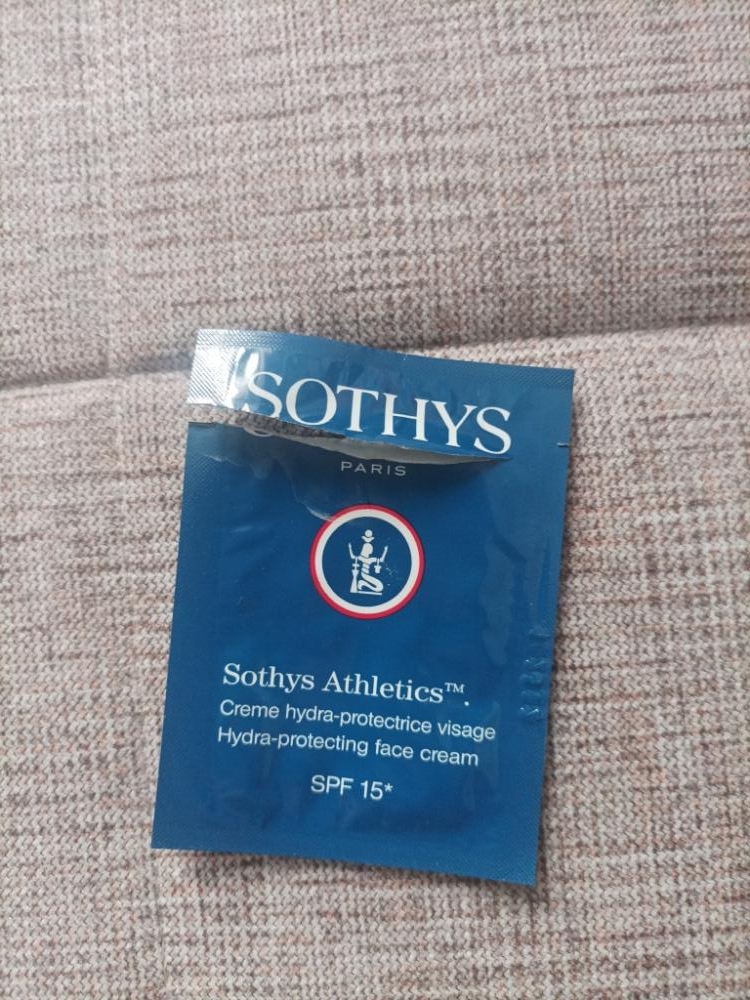 SOTHYS
PARIS
Sothys Athletics™.
Creme hydra-protectrice visage
Hydra-protecting face cream
SPF 15*